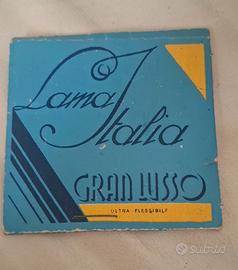 Lama
Italia
GRAN LUSSO
ULTRA FLESSIBILE
Subito